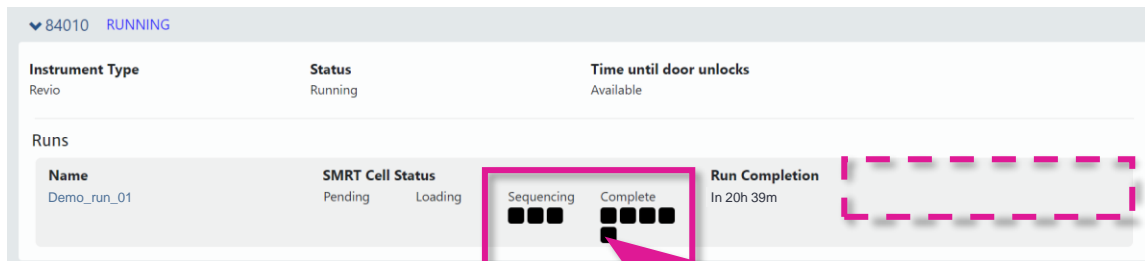 84010 RUNNING
Instrument Type Status Time until door unlocks
Revio Running Available
Runs
Name SMRT Cell Status Run Completion
Demo_run_01 Pending Loading Sequencing Complete In 20h 39m